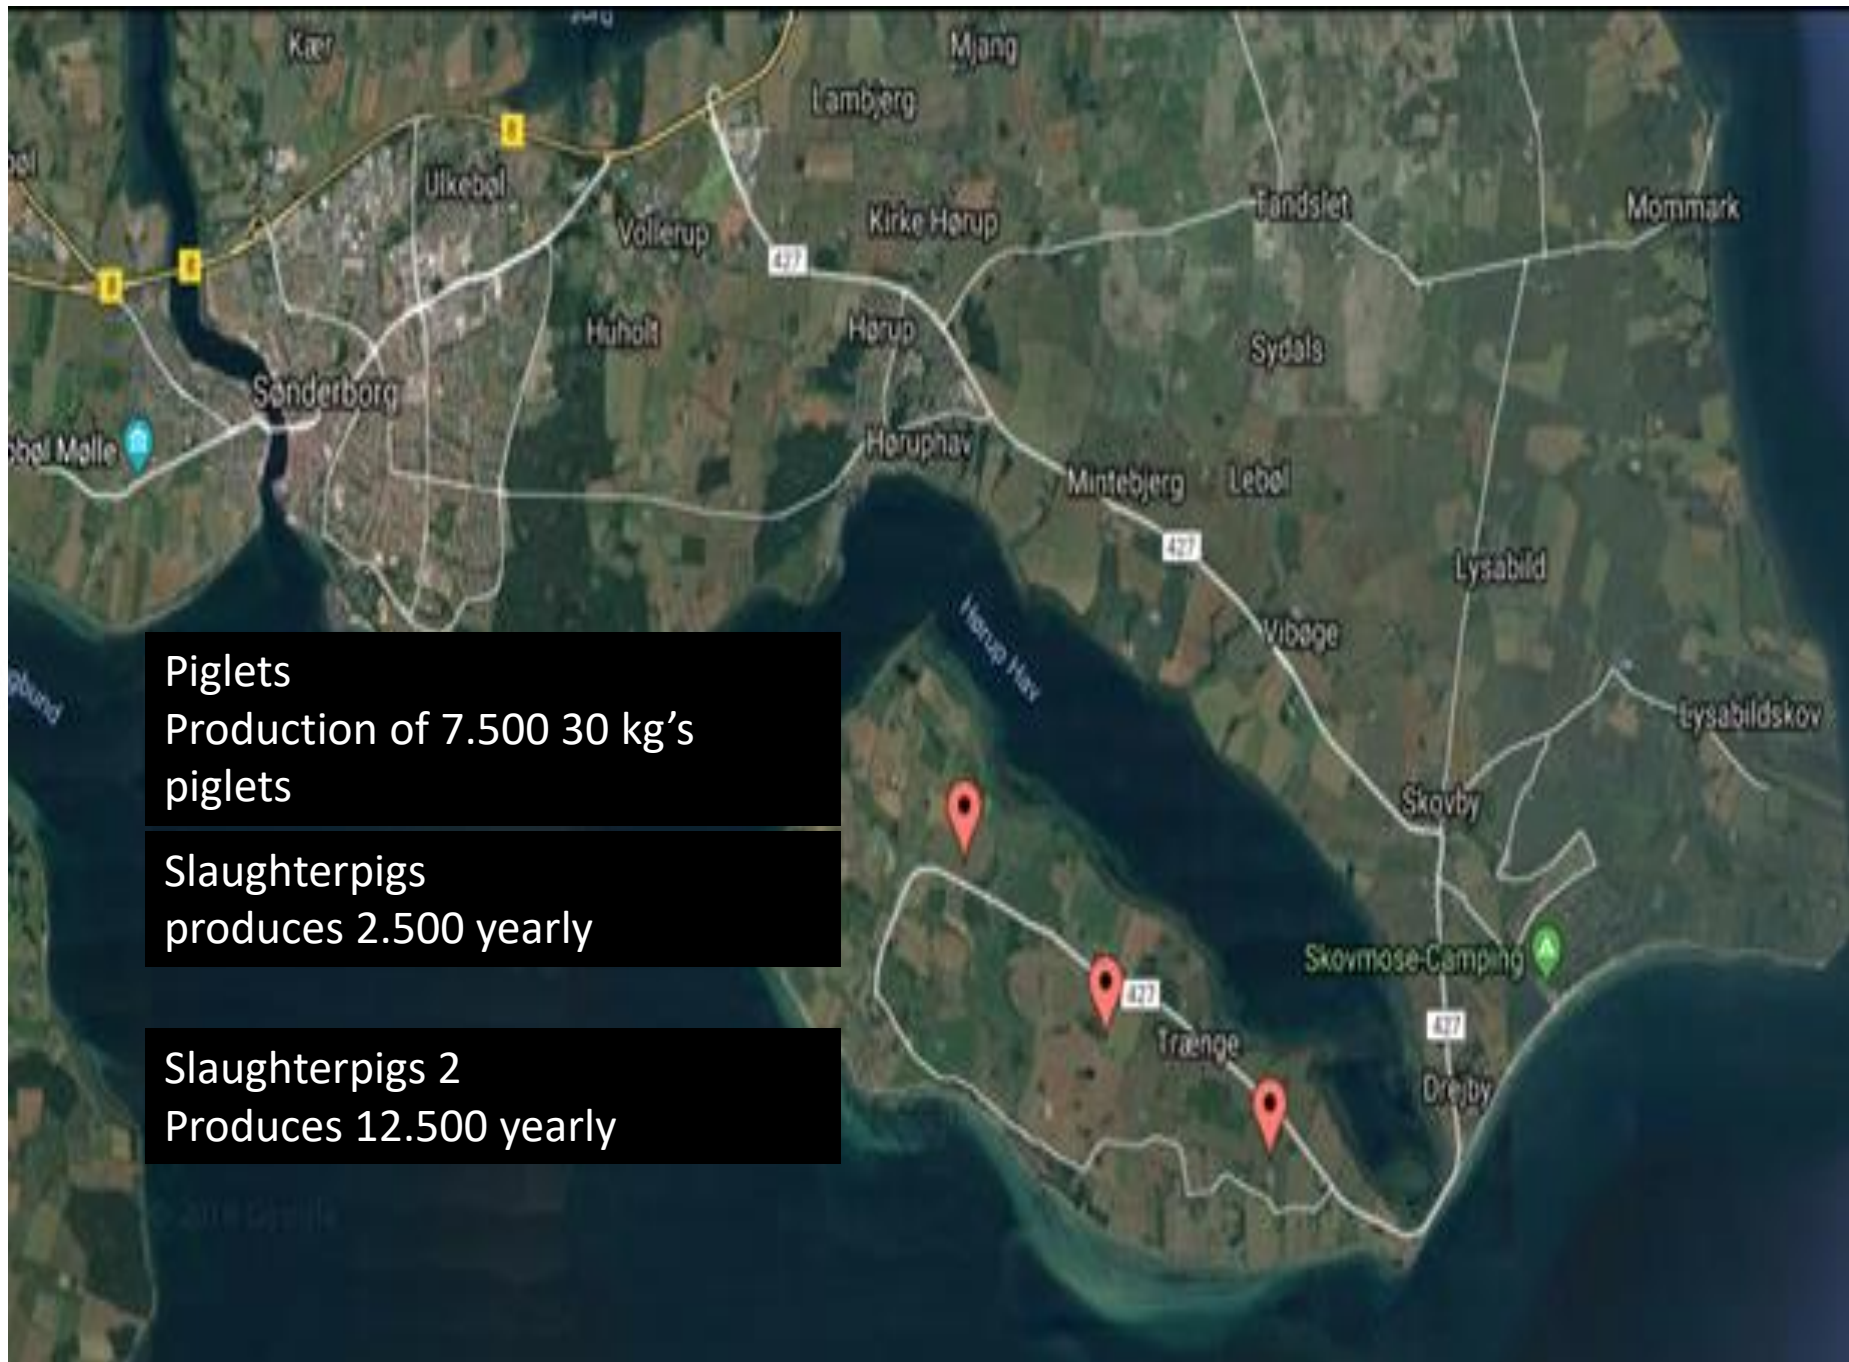 Kær
Mjang
Lambjerg
8
Ulkebøl
Vollerup
Kirke Hørup
Tandslet
Mommark
427
8
8
Huholt
Hørup
Sydals
Sønderborg
Mølle
Høruphav
Mintebjerg
Lebøl
427
Lysabild
Hørup Hav
Vibøge
Piglets
Production of 7.500 30 kg’s
piglets
Lysabildskov
Skovby
Slaughterpigs
produces 2.500 yearly
Skovmose-Camping
427
427
Trænge
Drejby
Slaughterpigs 2
Produces 12.500 yearly